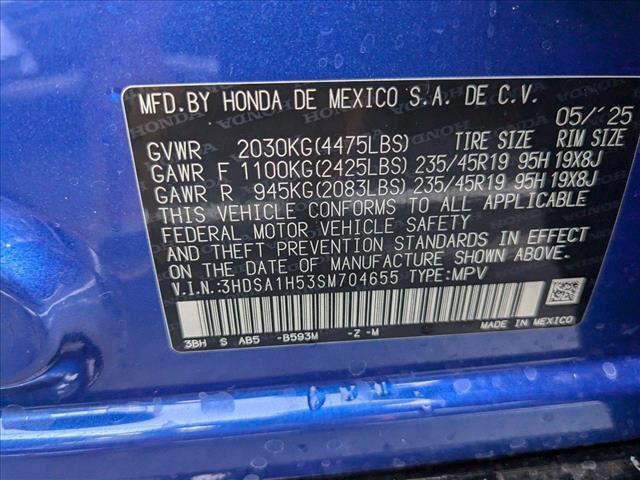 MFD.BY HONDA DE MEXICO S.A. DE C.V.
05/'25
GVWR 2030KG(4475LBS) TIRE SIZE RIM SIZE
GAWR F 1100KG(2425LBS) 235/45R19 95H 19X8J
GAWR R 945KG(2083LBS) 235/45R19 95H 19X8J
THIS VEHICLE CONFORMS TO ALL APPLICABLE
FEDERAL MOTOR VEHICLE SAFETY
AND THEFT PREVENTION STANDARDS IN EFFECT
ON THE DATE OF MANUFACTURE SHOWN ABOVE.
V.I.N.:3HDSA1H53SM704655 TYPE:MPV
3BH S AB5 -B593M -Z -M
MADE IN MEXICO